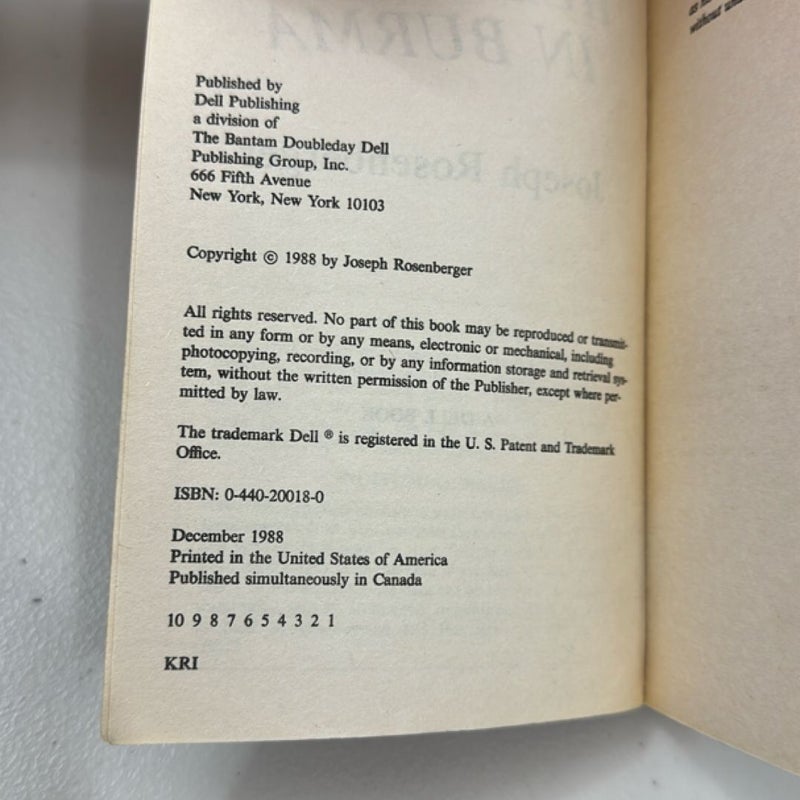 Published by
Dell Publishing
a division of
The Bantam Doubleday Dell
Publishing Group, Inc.
666 Fifth Avenue
New York, New York 10103
Copyright © 1988 by Joseph Rosenberger
All rights reserved. No part of this book may be reproduced or transmit-
ted in any form or by any means, electronic or mechanical, including
photocopying, recording, or by any information storage and retrieval sys-
tem, without the written permission of the Publisher, except where per-
mitted by law.
The trademark Dell ® is registered in the U. S. Patent and Trademark
Office.
ISBN: 0-440-20018-0
December 1988
Printed in the United States of America
Published simultaneously in Canada
10 9 8 7 6 5 4 3 2 1
KRI
IN BURMA
Joseph
without